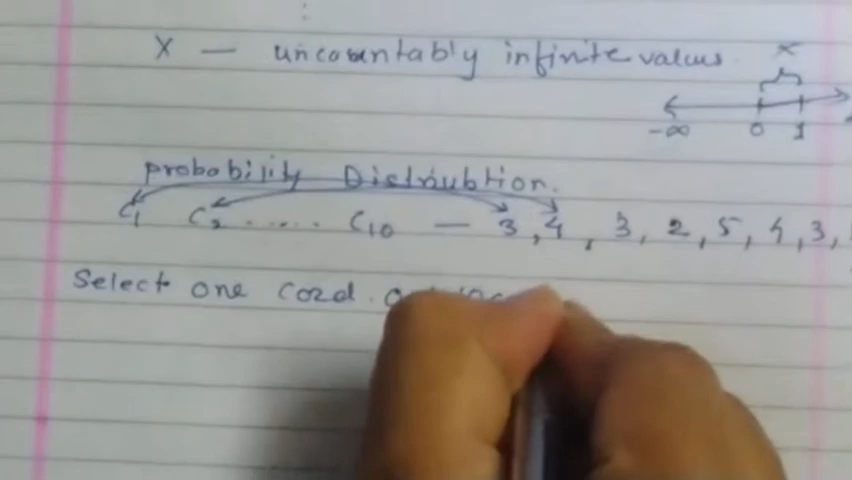 X — uncountably infinite values. X
-∞ 0 1
probability Distribution.
C1 C2 ..... C10 — 3, 4, 3, 2, 5, 4, 3,
Select one cord.